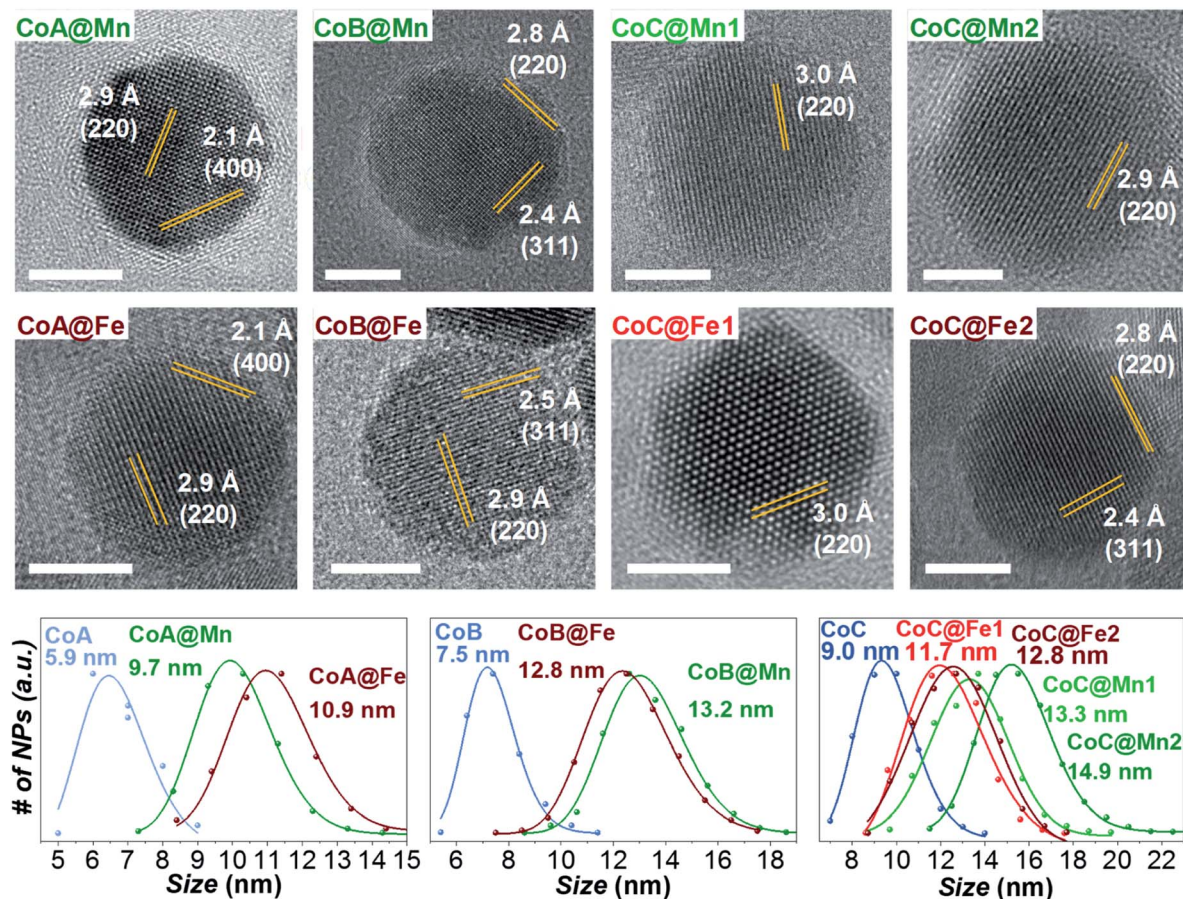 CoA@Mn
2.9 Å
(220)
2.1 Å
(400)
CoB@Mn
2.8 Å
(220)
2.4 Å
(311)
CoC@Mn1
3.0 Å
(220)
CoC@Mn2
2.9 Å
(220)
CoA@Fe
2.1 Å
(400)
2.9 Å
(220)
CoB@Fe
2.5 Å
(311)
2.9 Å
(220)
CoC@Fe1
3.0 Å
(220)
CoC@Fe2
2.8 Å
(220)
2.4 Å
(311)
# of NPs (a.u.)
CoA
5.9 nm
CoA@Mn
9.7 nm
CoA@Fe
10.9 nm
5 6 7 8 9 10 11 12 13 14 15
Size (nm)
CoB
7.5 nm
CoB@Fe
12.8 nm
CoB@Mn
13.2 nm
6 8 10 12 14 16 18
Size (nm)
CoC
9.0 nm
CoC@Fe1
11.7 nm
CoC@Fe2
12.8 nm
CoC@Mn1
13.3 nm
CoC@Mn2
14.9 nm
8 10 12 14 16 18 20 22
Size (nm)